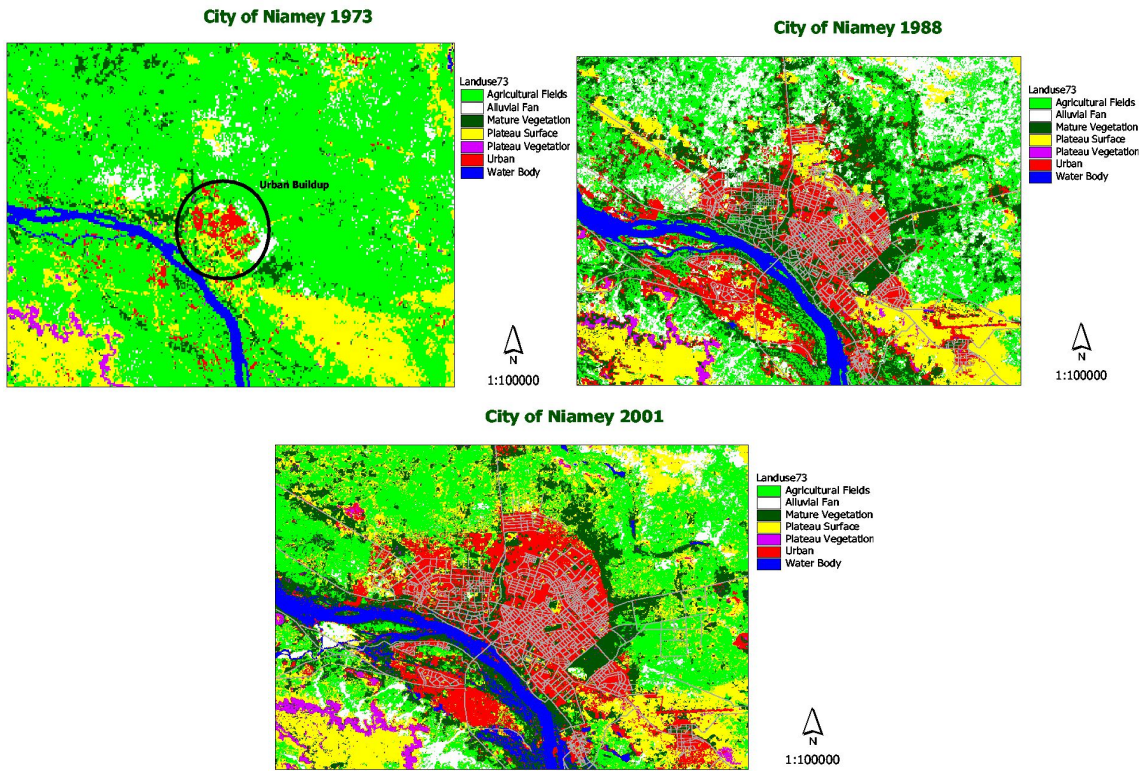 City of Niamey 1973
Landuse73
Agricultural Fields
Alluvial Fan
Mature Vegetation
Plateau Surface
Plateau Vegetation
Urban
Water Body
Urban Buildup
N
1:100000
City of Niamey 1988
Landuse73
Agricultural Fields
Alluvial Fan
Mature Vegetation
Plateau Surface
Plateau Vegetation
Urban
Water Body
N
1:100000
City of Niamey 2001
Landuse73
Agricultural Fields
Alluvial Fan
Mature Vegetation
Plateau Surface
Plateau Vegetation
Urban
Water Body
N
1:100000